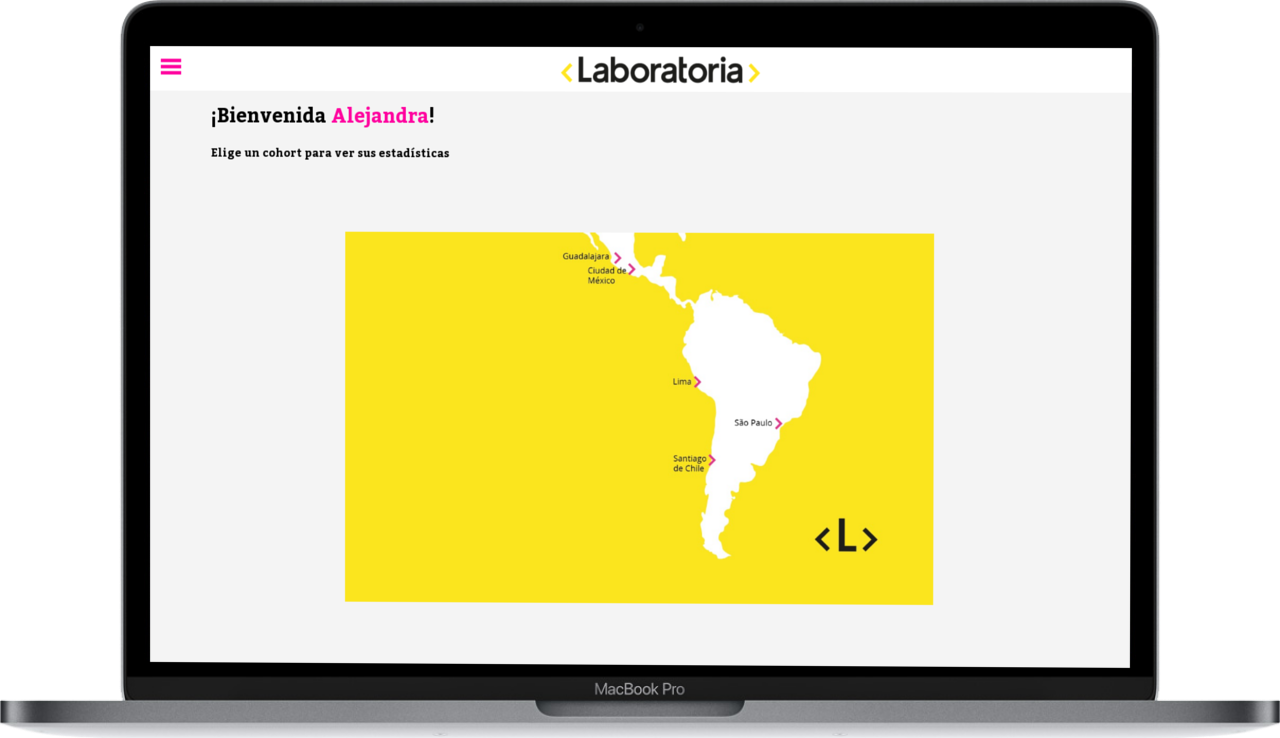 <Laboratoria>
¡Bienvenida Alejandra!
Elige un cohort para ver sus estadísticas
Guadalajara
Ciudad de
México
Lima
São Paulo
Santiago
de Chile
<L>
MacBook Pro